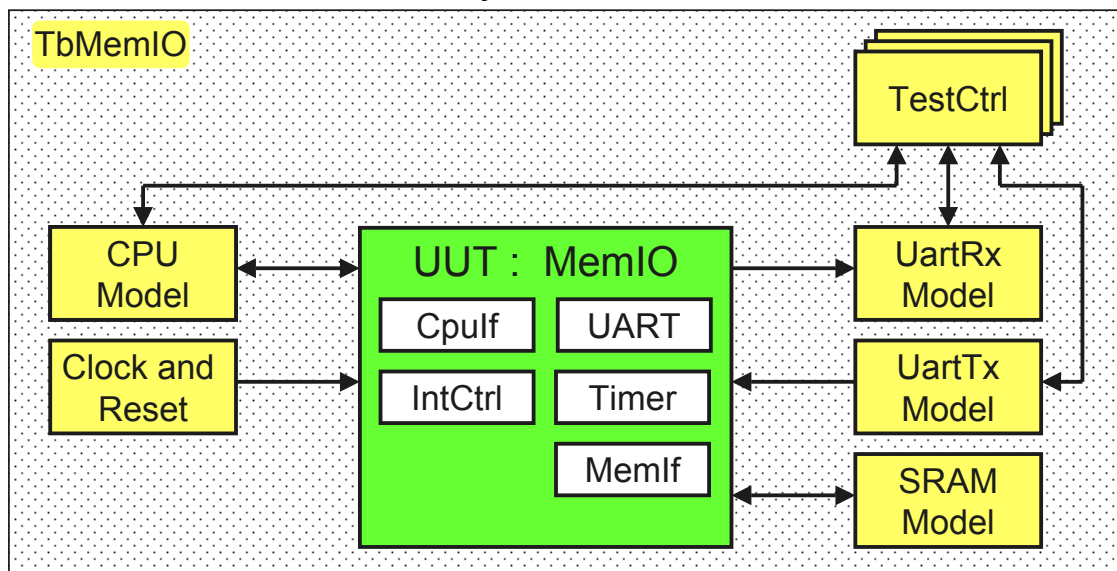 TbMemIO
TestCtrl
CPU
Model
UUT : MemIO
UartRx
Model
CpuIf
UART
Clock and
Reset
IntCtrl
Timer
UartTx
Model
MemIf
SRAM
Model